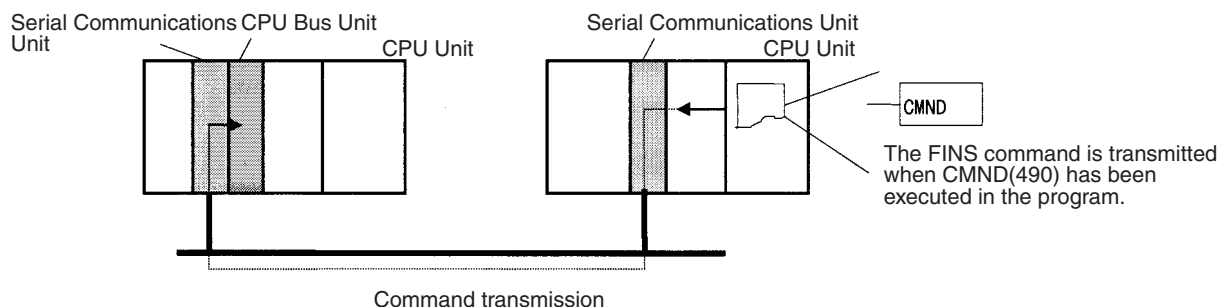 Serial Communications CPU Bus Unit
Unit
CPU Unit
Serial Communications Unit
CPU Unit
CMND
The FINS command is transmitted
when CMND(490) has been
executed in the program.
Command transmission